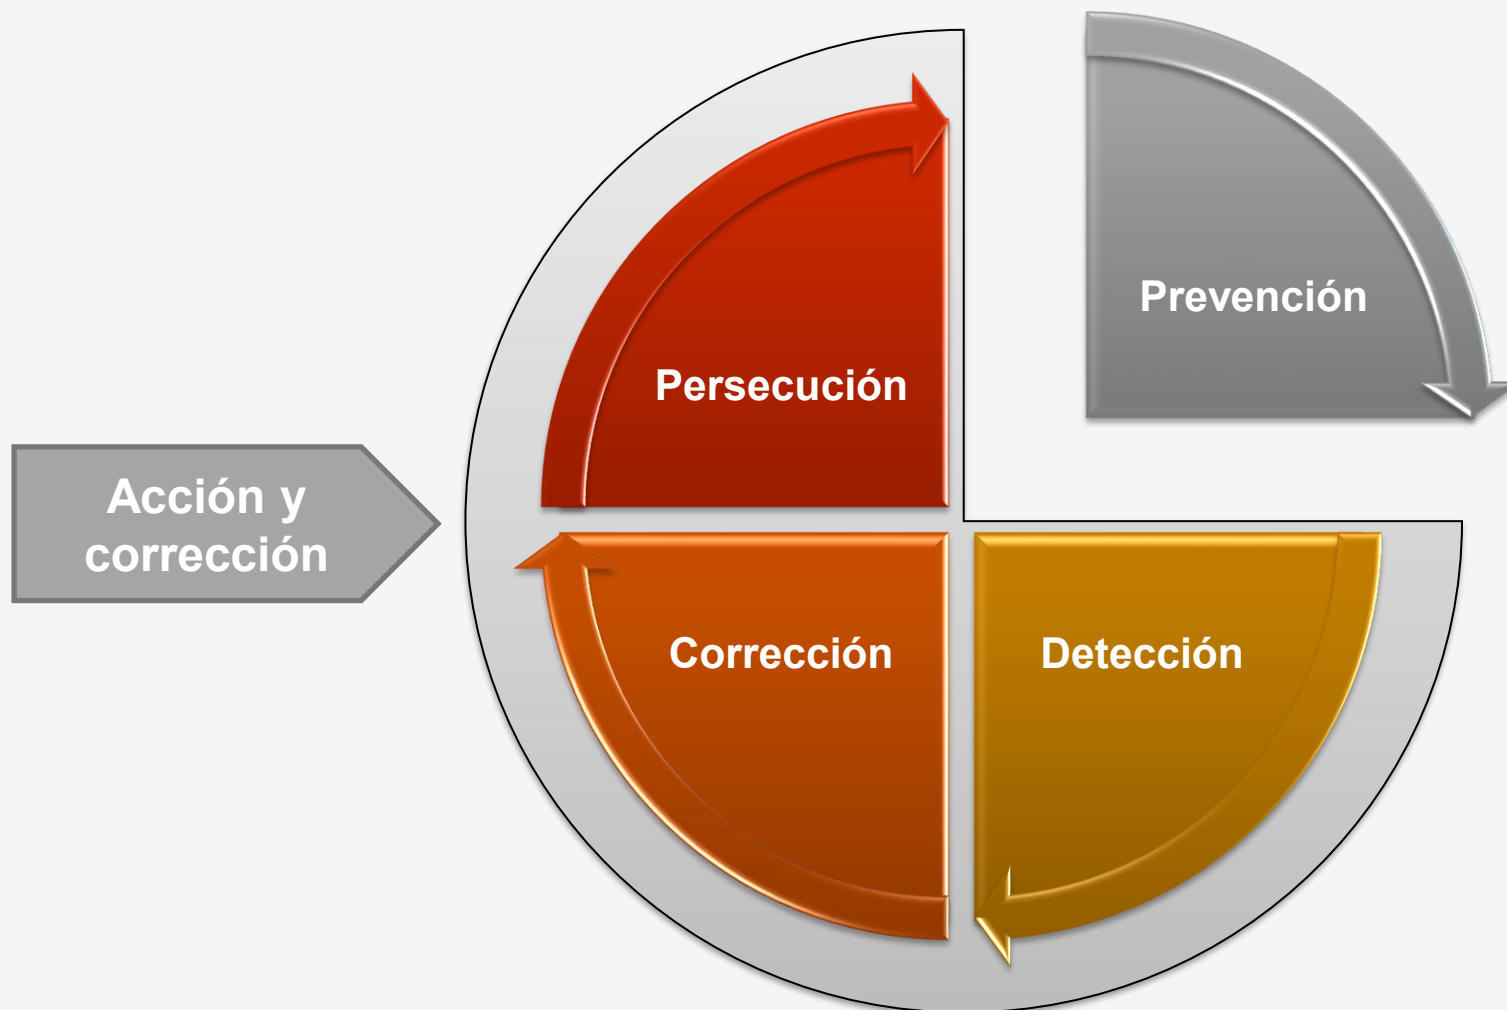 Prevención
Persecución
Acción y
corrección
Corrección
Detección